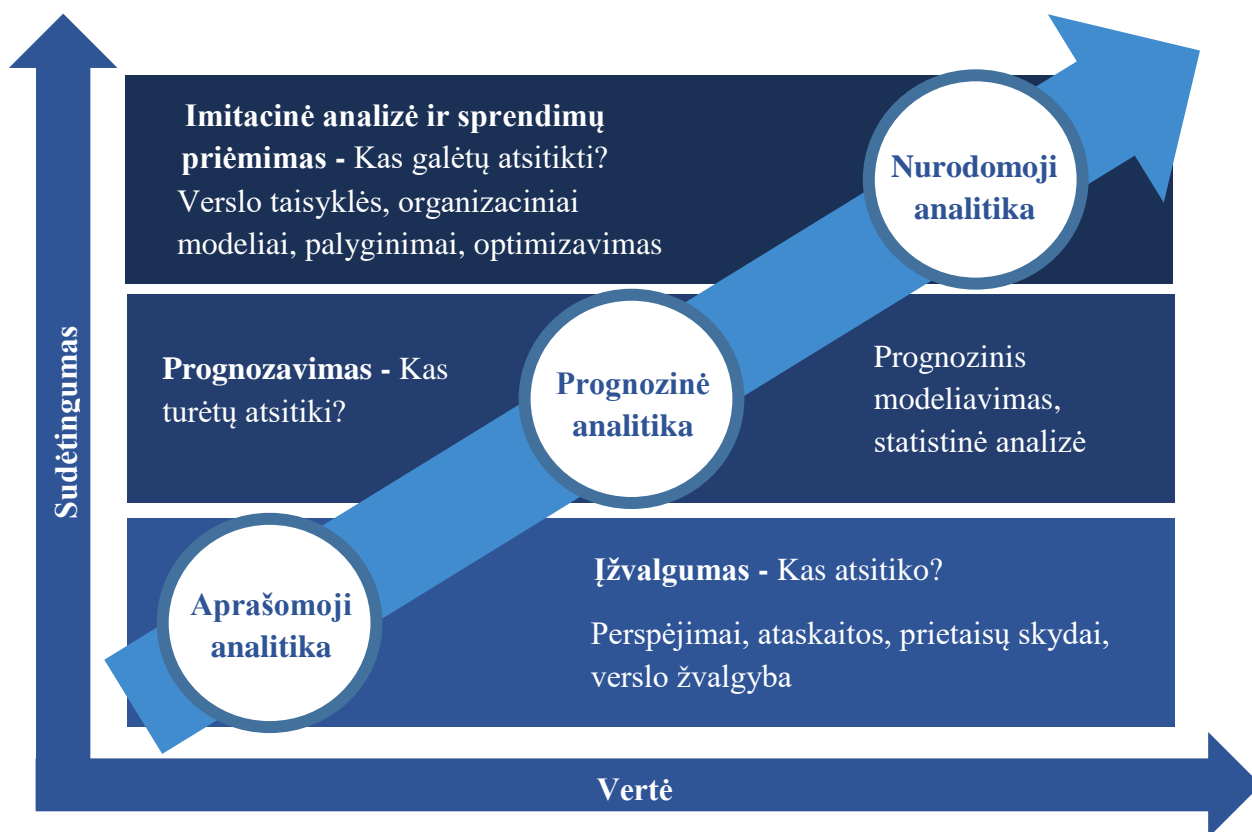 Sudėtingumas
Imitacinė analizė ir sprendimų
priėmimas - Kas galėtų atsitikti?
Verslo taisyklės, organizaciniai
modeliai, palyginimai, optimizavimas
Nurodomoji
analitika
Prognozavimas - Kas
turėtų atsitiki?
Prognozinė
analitika
Prognozinis
modeliavimas,
statistinė analizė
Aprašomoji
analitika
Įžvalgumas - Kas atsitiko?
Perspėjimai, ataskaitos, prietaisų skydai,
verslo žvalgyba
Vertė